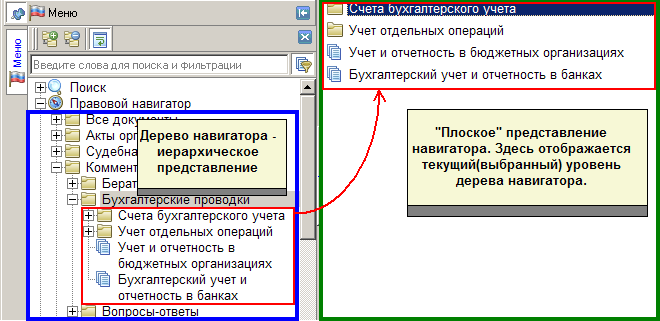 Меню
Меню
Введите слова для поиска и Фильтрации
Поиск
Правовой навигатор
Все документы
Акты орг
Судебна
Коммент
Берат
Бухгалтерские проводки
Счета бухгалтерского учета
Учет отдельных операций
Учет и отчетность в
бюджетных организациях
Бухгалтерский учет и
отчетность в банках
Вопросы-ответы
Дерево навигатора -
иерархическое
представление
Счета бухгалтерского учета
Учет отдельных операций
Учет и отчетность в бюджетных организациях
Бухгалтерский учет и отчетность в банках
"Плоское" представление
навигатора. Здесь отображается
текущий(выбранный) уровень
дерева навигатора.